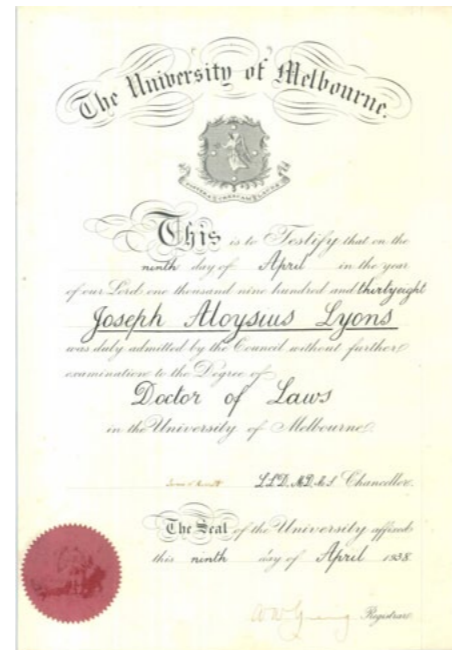 The University of Melbourne.
This is to Testify that on the
ninth day of April in the year
of our Lord one thousand nine hundred and thirtyeight
Joseph Aloysius Lyons
was duly admitted by the Council without further
examination to the Degree of
Doctor of Laws
in the University of Melbourne.
LLD. MD. MS Chancellor.
The Seal of the University affixed
this ninth day of April 1938
Registrar.